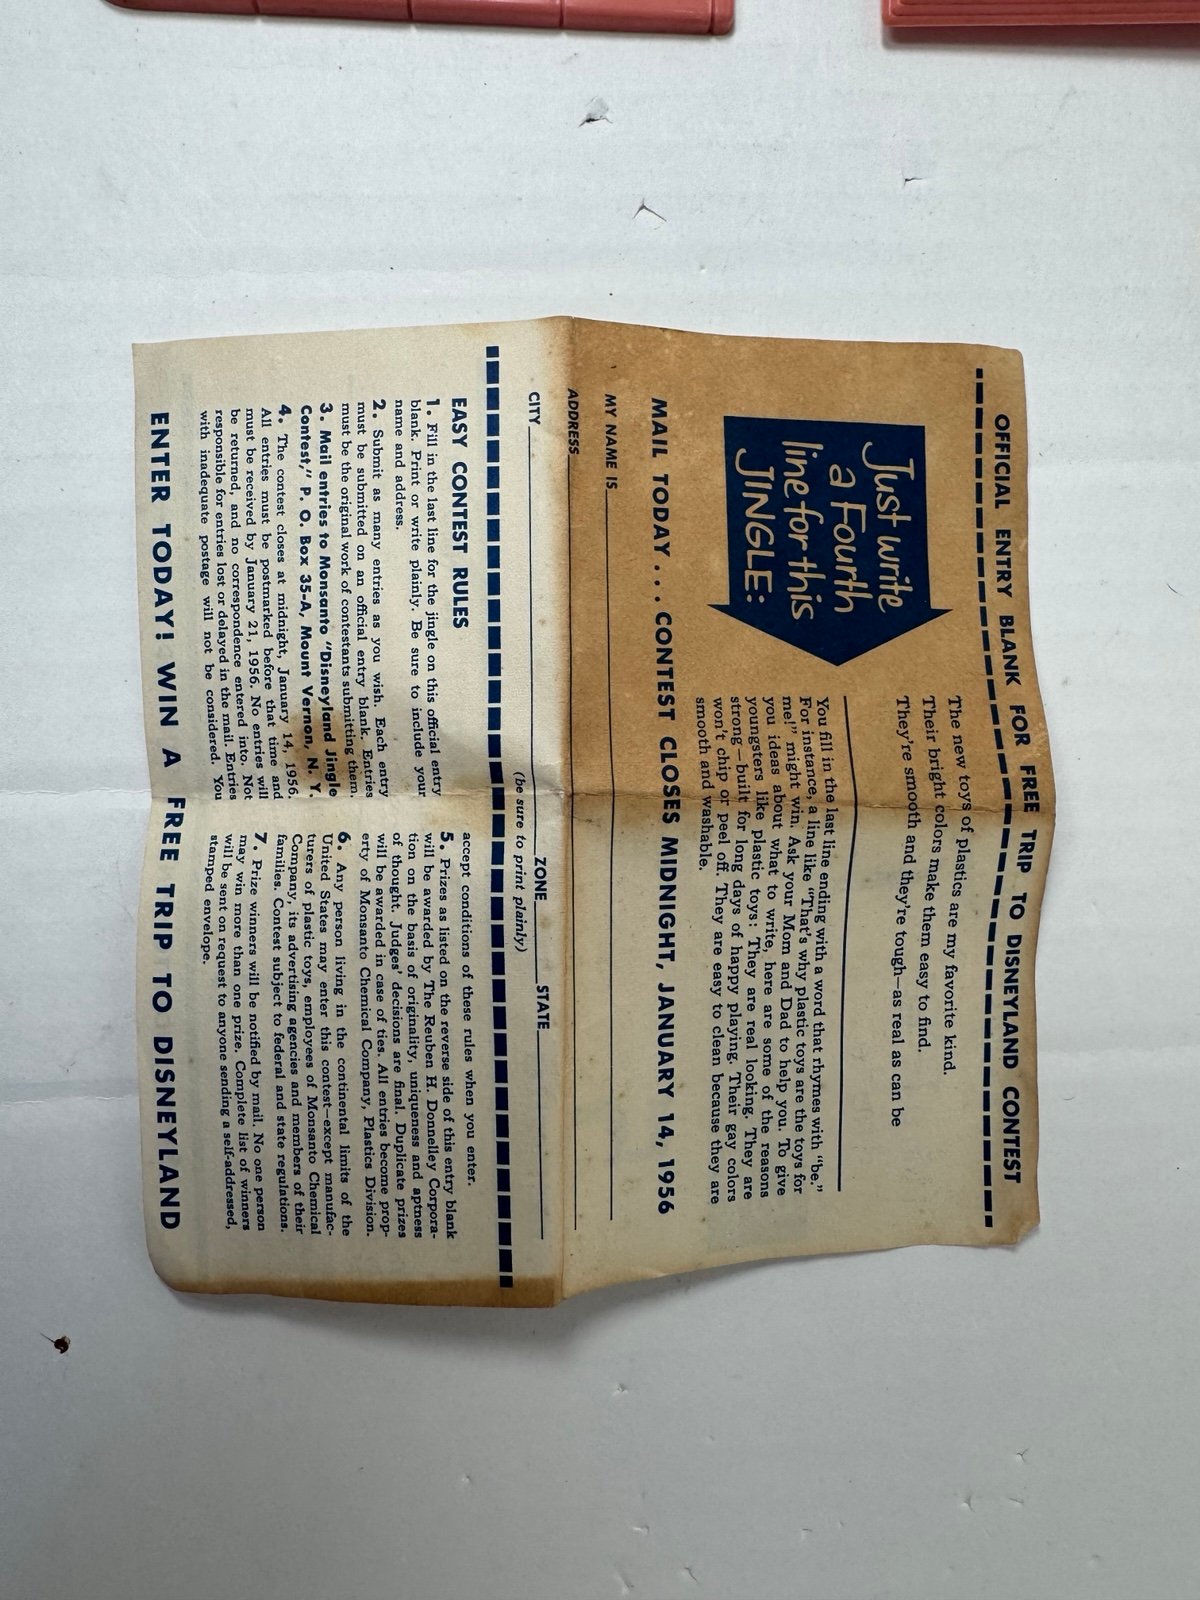 OFFICIAL ENTRY BLANK FOR FREE TRIP TO DISNEYLAND CONTEST
Just write
a Fourth
line for this
JINGLE:
The new toys of plastics are my favorite kind.
Their bright colors make them easy to find.
They're smooth and they're tough—as real as can be
You fill in the last line ending with a word that rhymes with "be."
For instance, a line like "That's why plastic toys are the toys for
me!" might win. Ask your Mom and Dad to help you. To give
you ideas about what to write, here are some of the reasons
youngsters like plastic toys: They are real looking. They are
strong—built for long days of happy playing. Their gay colors
won't chip or peel off. They are easy to clean because they are
smooth and washable.
MAIL TODAY... CONTEST CLOSES MIDNIGHT, JANUARY 14, 1956
MY NAME IS
ADDRESS
CITY ZONE STATE
(be sure to print plainly)
EASY CONTEST RULES
1. Fill in the last line for the jingle on this official entry
blank. Print or write plainly. Be sure to include your
name and address.
2. Submit as many entries as you wish. Each entry
must be submitted on an official entry blank. Entries
must be the original work of contestants submitting them.
3. Mail entries to Monsanto "Disneyland Jingle
Contest," P. O. Box 35-A, Mount Vernon, N. Y.
4. The contest closes at midnight, January 14, 1956.
All entries must be postmarked before that time and
must be received by January 21, 1956. No entries will
be returned, and no correspondence entered into. Not
responsible for entries lost or delayed in the mail. Entries
with inadequate postage will not be considered. You
accept conditions of these rules when you enter.
5. Prizes as listed on the reverse side of this entry blank
will be awarded by The Reuben H. Donnelley Corpora-
tion on the basis of originality, uniqueness and aptness
of thought. Judges' decisions are final. Duplicate prizes
will be awarded in case of ties. All entries become prop-
erty of Monsanto Chemical Company, Plastics Division.
6. Any person living in the continental limits of the
United States may enter this contest—except manufac-
turers of plastic toys, employees of Monsanto Chemical
Company, its advertising agencies and members of their
families. Contest subject to federal and state regulations.
7. Prize winners will be notified by mail. No one person
may win more than one prize. Complete list of winners
will be sent on request to anyone sending a self-addressed,
stamped envelope.
ENTER TODAY! WIN A FREE TRIP TO DISNEYLAND